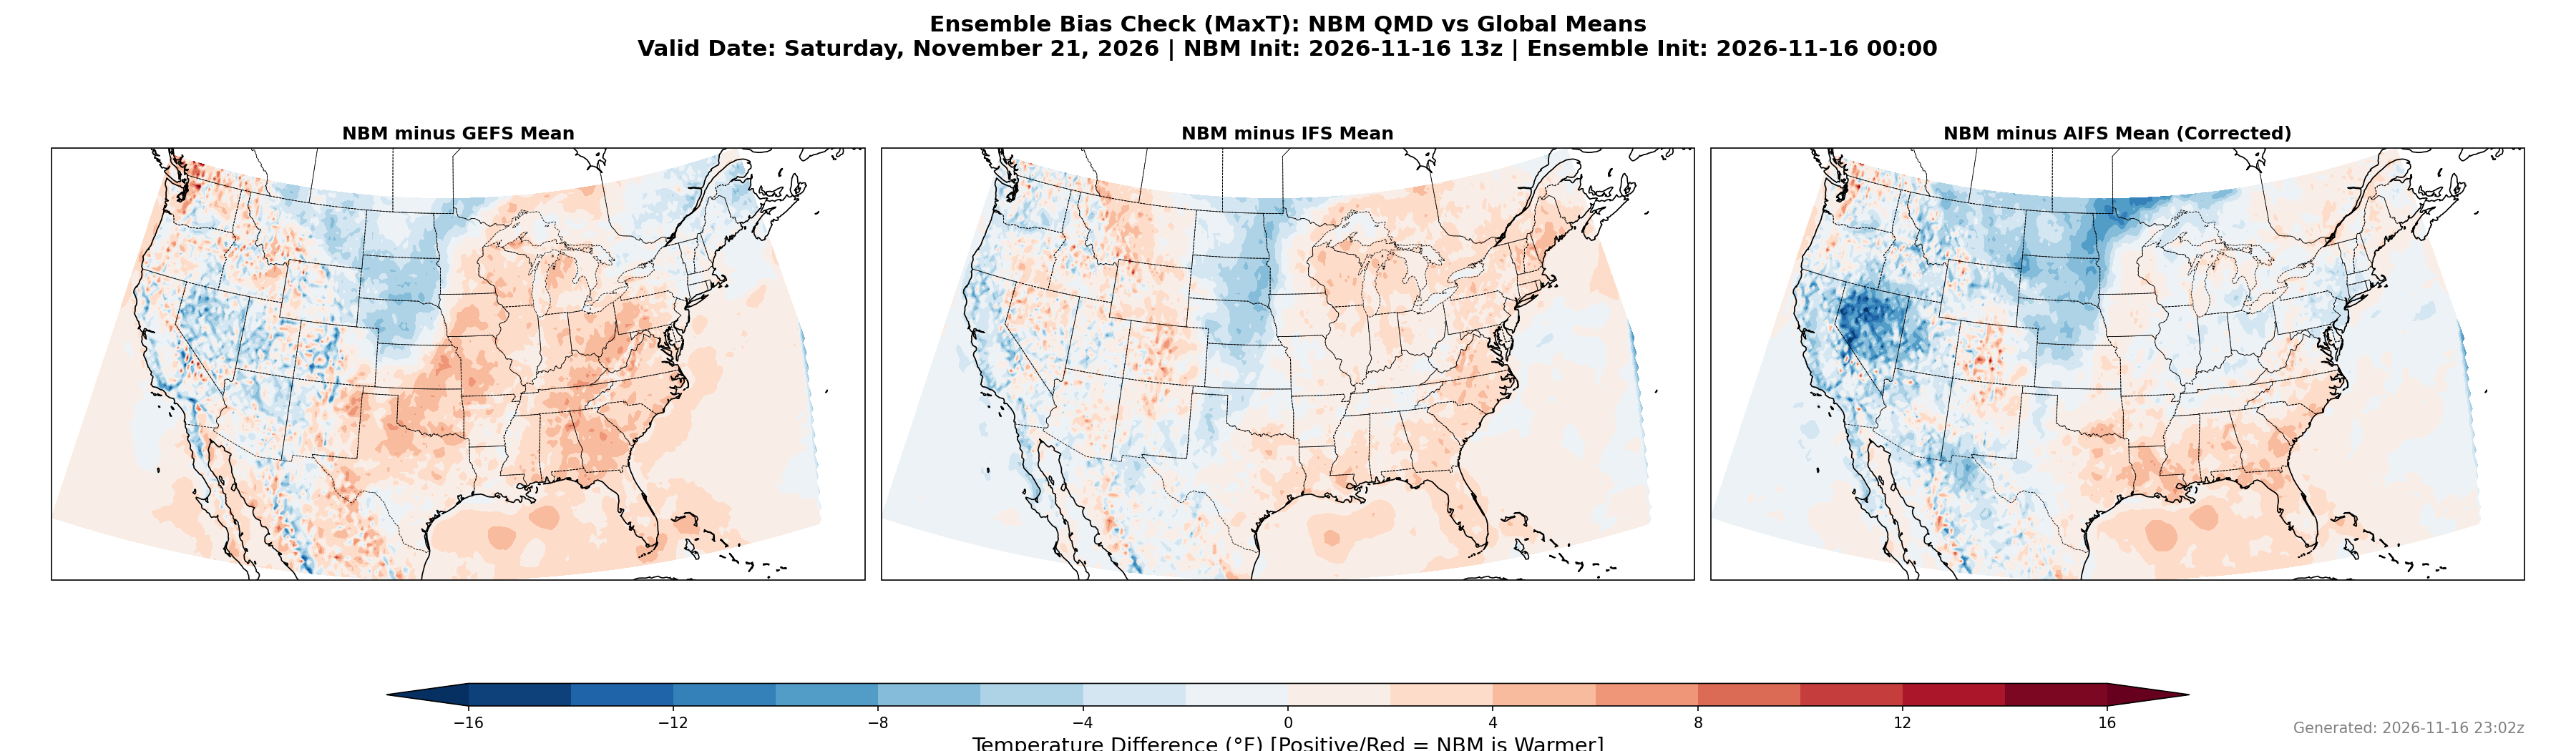 Ensemble Bias Check (MaxT): NBM QMD vs Global Means
Valid Date: Saturday, November 21, 2026 | NBM Init: 2026-11-16 13z | Ensemble Init: 2026-11-16 00:00
NBM minus GEFS Mean
NBM minus IFS Mean
NBM minus AIFS Mean (Corrected)
−16 −12 −8 −4 0 4 8 12 16
Temperature Difference (°F) [Positive/Red = NBM is Warmer]
Generated: 2026-11-16 23:02z